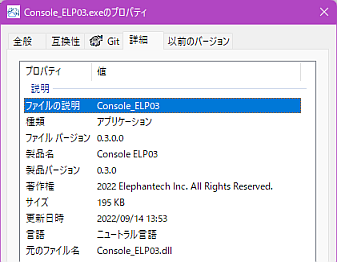 Console_ELP03.exeのプロパティ
全般 互換性 Git 詳細 以前のバージョン
プロパティ 値
説明
ファイルの説明 Console_ELP03
種類 アプリケーション
ファイル バージョン 0.3.0.0
製品名 Console ELP03
製品バージョン 0.3.0
著作権 2022 Elephantech Inc. All Rights Reserved.
サイズ 195 KB
更新日時 2022/09/14 13:53
言語 ニュートラル言語
元のファイル名 Console_ELP03.dll